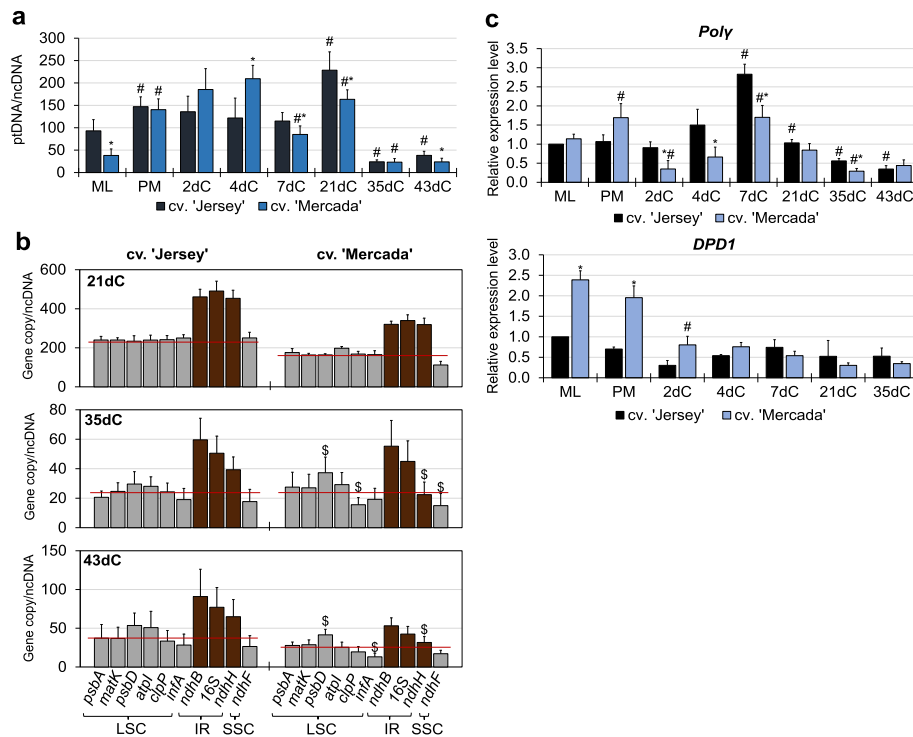 a
ptDNA/ncDNA
300
250
200
150
100
50
0
* # # * #* # #* # # # *
ML PM 2dC 4dC 7dC 21dC 35dC 43dC
cv. 'Jersey' cv. 'Mercada'
b
cv. 'Jersey' cv. 'Mercada'
21dC
Gene copy/ncDNA
600
400
200
0
35dC
Gene copy/ncDNA
80
60
40
20
0
$ $ $ $
43dC
Gene copy/ncDNA
150
100
50
0
$ $ $
psbA matK psbD atpI clpP infA ndhB 16S ndhH ndhF psbA matK psbD atpI clpP infA ndhB 16S ndhH ndhF
LSC IR SSC LSC IR SSC
c
Polγ
Relative expression level
3.5
3.0
2.5
2.0
1.5
1.0
0.5
0.0
# *# * # #* # # #* #
ML PM 2dC 4dC 7dC 21dC 35dC 43dC
cv. 'Jersey' cv. 'Mercada'
DPD1
Relative expression level
3.0
2.5
2.0
1.5
1.0
0.5
0.0
* * #
ML PM 2dC 4dC 7dC 21dC 35dC
cv. 'Jersey' cv. 'Mercada'